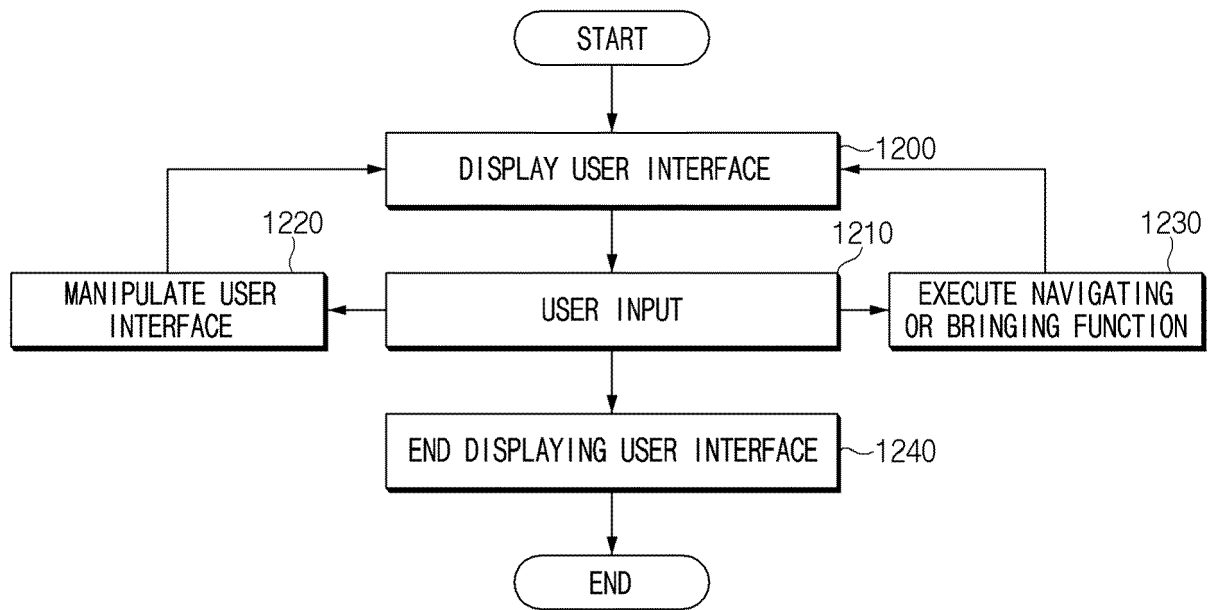 START
DISPLAY USER INTERFACE
1200
1220
1210
1230
MANIPULATE USER
INTERFACE
USER INPUT
EXECUTE NAVIGATING
OR BRINGING FUNCTION
END DISPLAYING USER INTERFACE
1240
END